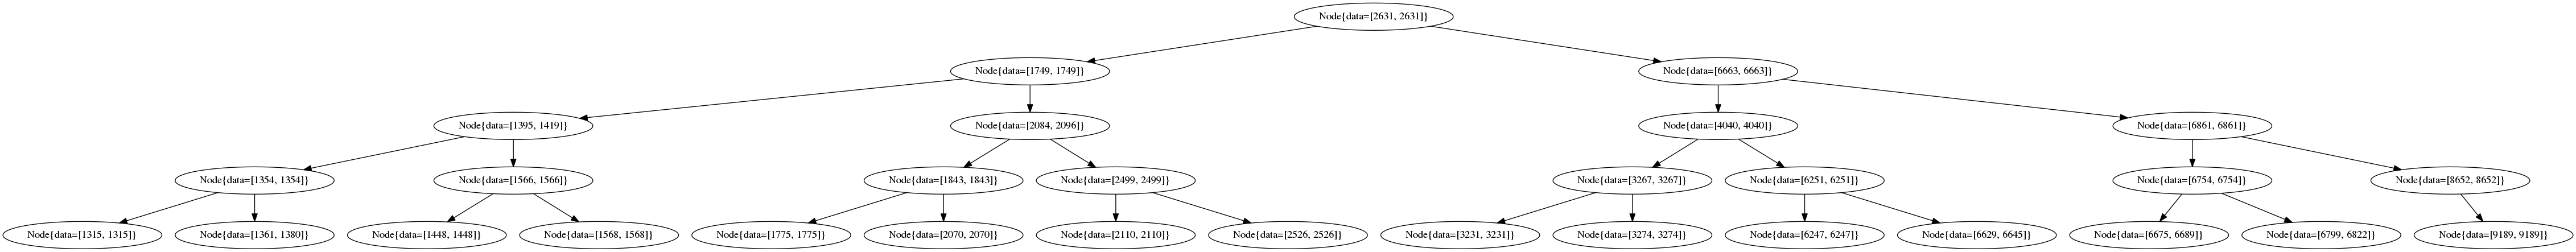 Node{data=[2631, 2631]}
Node{data=[1749, 1749]}
Node{data=[6663, 6663]}
Node{data=[1395, 1419]}
Node{data=[2084, 2096]}
Node{data=[4040, 4040]}
Node{data=[6861, 6861]}
Node{data=[1354, 1354]}
Node{data=[1566, 1566]}
Node{data=[1843, 1843]}
Node{data=[2499, 2499]}
Node{data=[3267, 3267]}
Node{data=[6251, 6251]}
Node{data=[6754, 6754]}
Node{data=[8652, 8652]}
Node{data=[1315, 1315]}
Node{data=[1361, 1380]}
Node{data=[1448, 1448]}
Node{data=[1568, 1568]}
Node{data=[1775, 1775]}
Node{data=[2070, 2070]}
Node{data=[2110, 2110]}
Node{data=[2526, 2526]}
Node{data=[3231, 3231]}
Node{data=[3274, 3274]}
Node{data=[6247, 6247]}
Node{data=[6629, 6645]}
Node{data=[6675, 6689]}
Node{data=[6799, 6822]}
Node{data=[9189, 9189]}